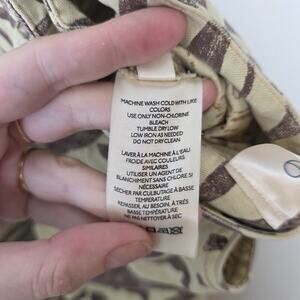 MACHINE WASH COLD WITH LIKE
COLORS
USE ONLY NON-CHLORINE
BLEACH
TUMBLE DRY LOW
LOW IRON AS NEEDED
DO NOT DRY CLEAN
LAVER À LA MACHINE À L'EAU
FROIDE AVEC COULEURS
SIMILAIRES
UTILISER UN AGENT DE
BLANCHIMENT SANS CHLORE SI
NÉCESSAIRE
SÉCHER PAR CULBUTAGE À BASSE
TEMPÉRATURE
REPASSER, AU BESOIN, À TRÈS
BASSE TEMPÉRATURE
NE PAS NETTOYER À SEC